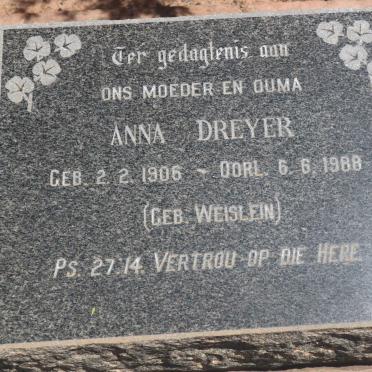 Ter gedagtenis aan
ONS MOEDER EN OUMA
ANNA DREYER
GEB. 2. 2. 1906 ~ OORL. 6. 6. 1988
(GEB. WEISLEIN)
PS. 27:14. VERTROU OP DIE HERE.